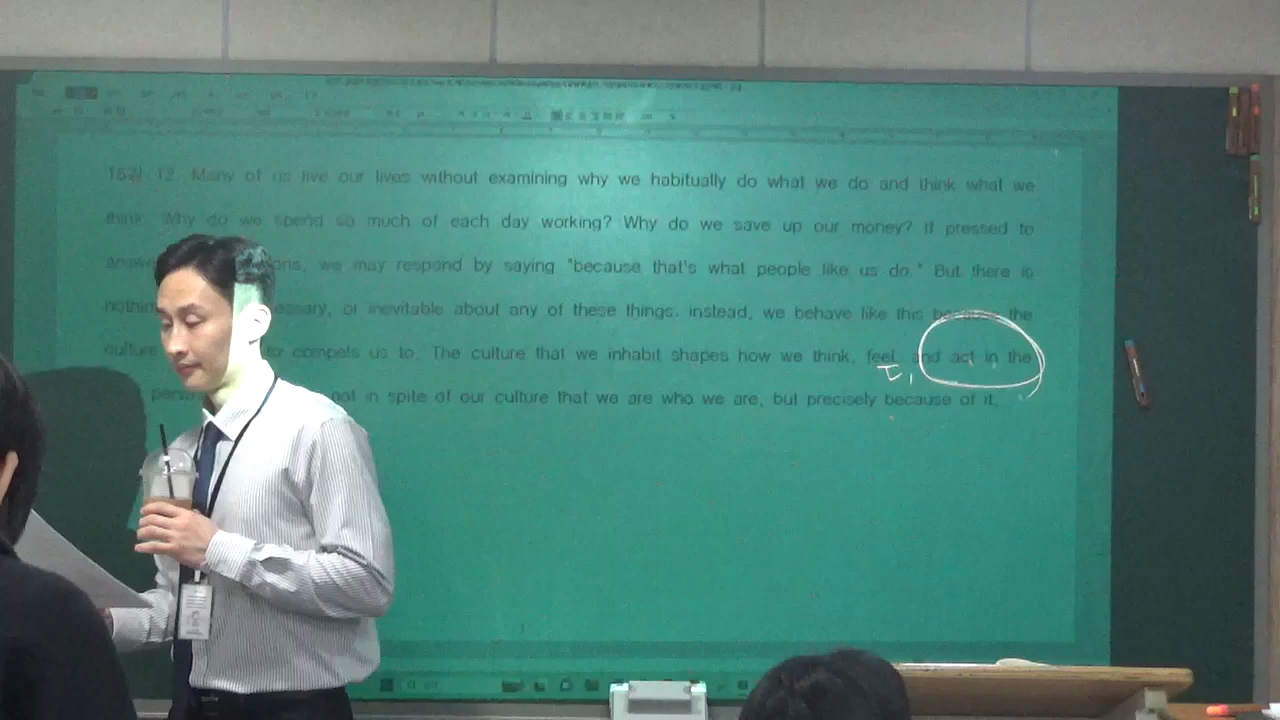 12. Many of us live our lives without examining why we habitually do what we do and think what we
think. Why do we spend so much of each day working? Why do we save up our money? If pressed to
we may respond by saying "because that's what people like us do." But there is
or inevitable about any of these things. instead, we behave like this because the
culture to compels us to. The culture that we inhabit shapes how we think, feel, and act in the
not in spite of our culture that we are who we are, but precisely because of it.